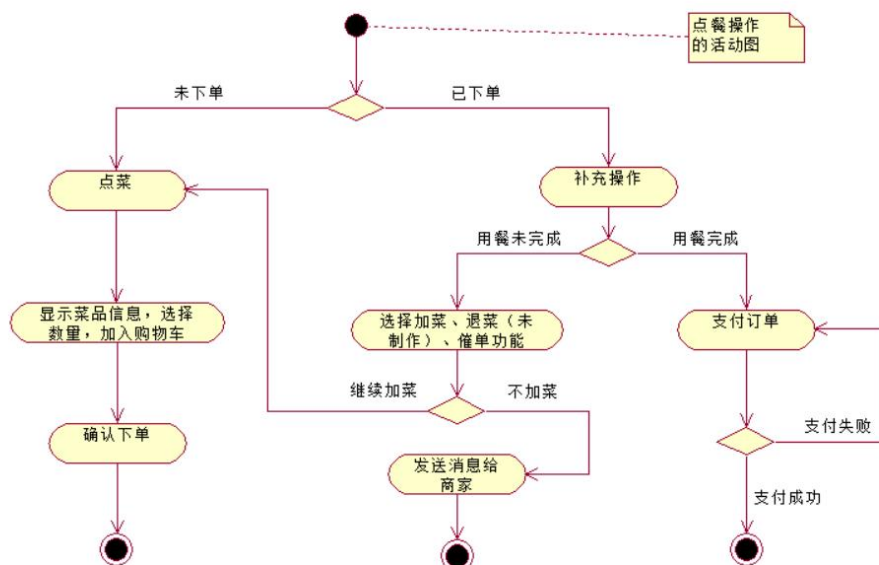 点餐操作
的活动图
未下单
已下单
点菜
补充操作
用餐未完成
用餐完成
显示菜品信息，选择
数量，加入购物车
选择加菜、退菜（未
制作）、催单功能
支付订单
继续加菜
不加菜
确认下单
支付失败
发送消息给
商家
支付成功